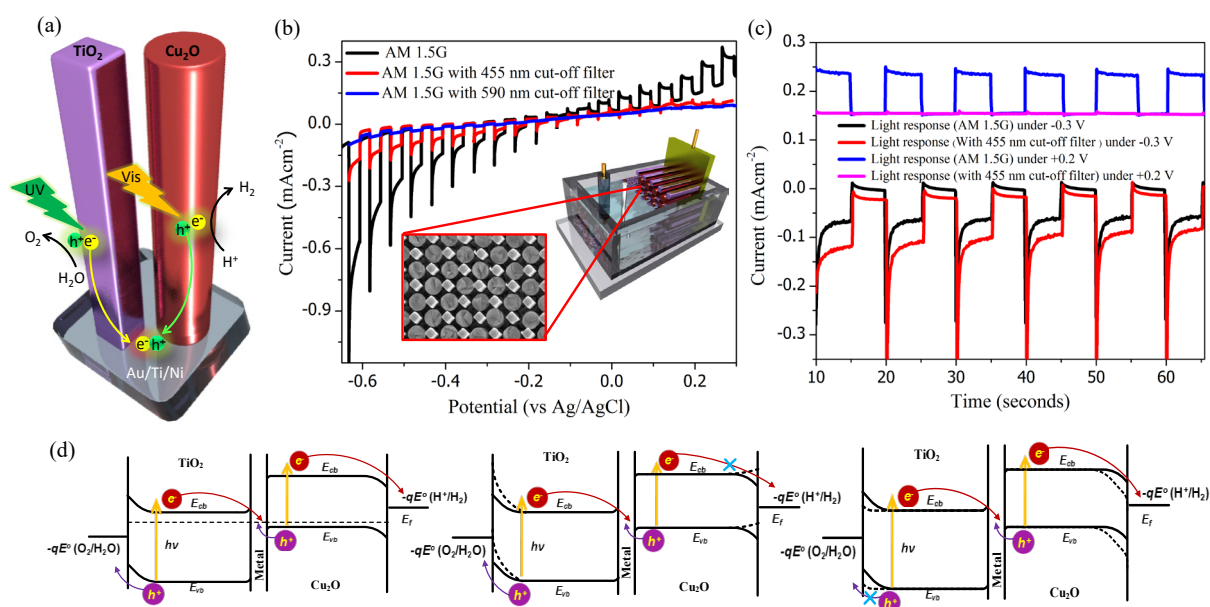 (a)
TiO2
Cu2O
UV
Vis
H2
h+
e-
h+
e-
O2
H2O
H+
e-
h+
Au/Ti/Ni
(b)
AM 1.5G
AM 1.5G with 455 nm cut-off filter
AM 1.5G with 590 nm cut-off filter
0.3
0.0
-0.3
-0.6
-0.9
Current (mAcm-2)
-0.6
-0.4
-0.2
0.0
0.2
Potential (vs Ag/AgCl)
(c)
0.3
0.2
0.1
0.0
-0.1
-0.2
-0.3
Current (mAcm-2)
Light response (AM 1.5G) under -0.3 V
Light response (With 455 nm cut-off filter ) under -0.3 V
Light response (AM 1.5G) under +0.2 V
Light response (with 455 nm cut-off filter) under +0.2 V
10
20
30
40
50
60
Time (seconds)
(d)
TiO2
e-
Ecb
e-
Ecb
-qEo (H+/H2)
Ef
-qEo (O2/H2O)
hν
h+
Evb
Metal
Evb
h+
Cu2O
TiO2
e-
Ecb
e-
Ecb
-qEo (H+/H2)
Ef
-qEo (O2/H2O)
hν
h+
Evb
Metal
Evb
h+
Cu2O
TiO2
e-
Ecb
e-
Ecb
-qEo (H+/H2)
Ef
-qEo (O2/H2O)
hν
h+
Evb
Metal
Evb
h+
Cu2O